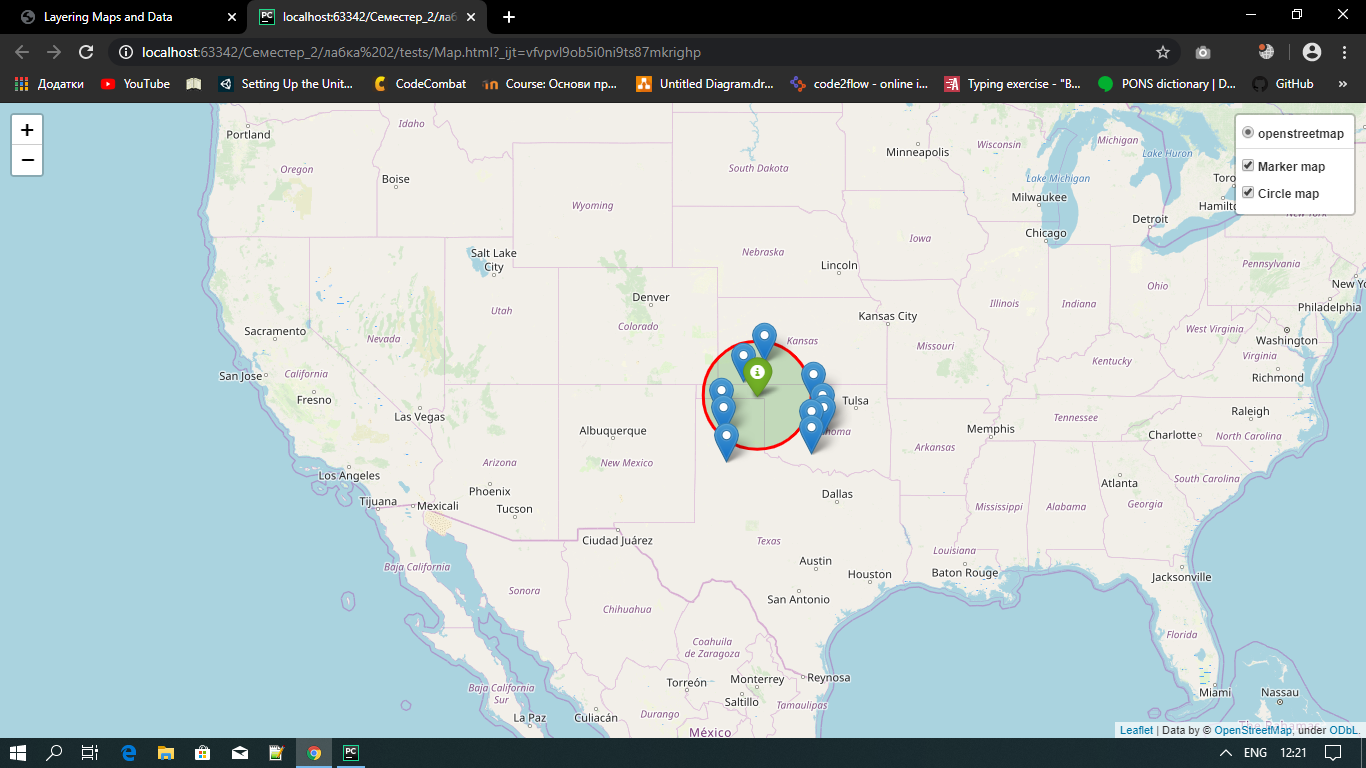 Layering Maps and Data
localhost:63342/Семестр_2/лаб
localhost:63342/Семестр_2/лабка%202/tests/Map.html?_ijt=vfvpvl9ob5i0ni9ts87mkrighp
Додатки
YouTube
Setting Up the Unit...
CodeCombat
Course: Основи пр...
Untitled Diagram.dr...
code2flow - online i...
Typing exercise - "B...
PONS dictionary | D...
GitHub
»
+
−
openstreetmap
Marker map
Circle map
Portland
Idaho
Oregon
Boise
Wyoming
South Dakota
Minneapolis
Wisconsin
Michigan
Lake Huron
Lake Michigan
Milwaukee
Toro
Hamilt
New York
Detroit
Chicago
Salt Lake
City
Nebraska
Iowa
Lincoln
Pennsylvania
New Yo
Philadelphia
Ohio
Indiana
Illinois
Utah
Denver
Colorado
Kansas City
Kansas
Missouri
Sacramento
Nevada
West Virginia
Washington
Virginia
Kentucky
Richmond
San Jose
California
Fresno
Las Vegas
Tulsa
homa
Albuquerque
New Mexico
Arizona
Memphis
Tennessee
Raleigh
Charlotte
North Carolina
Arkansas
Los Angeles
Tijuana
Mexicali
Phoenix
Tucson
Dallas
Atlanta
South Carolina
Mississippi
Alabama
Georgia
Ciudad Juárez
Texas
Louisiana
Baja California
Sonora
Chihuahua
Austin
Houston
San Antonio
Baton Rouge
Jacksonville
Florida
Coahuila
de Zaragoza
Torreón
Monterrey
Reynosa
Saltillo
Baja California
Sur
La Paz
Culiacán
Durango
Tamaulipas
México
Miami
Nassau
The Bahamas
Leaflet | Data by © OpenStreetMap, under ODbL.
PC
ENG
12:21